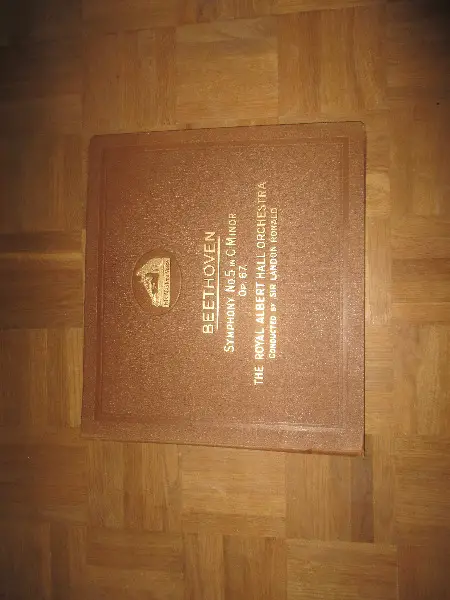 BEETHOVEN
SYMPHONY No. 5 IN C MINOR
OP. 67.
THE ROYAL ALBERT HALL ORCHESTRA
CONDUCTED BY SIR LANDON RONALD